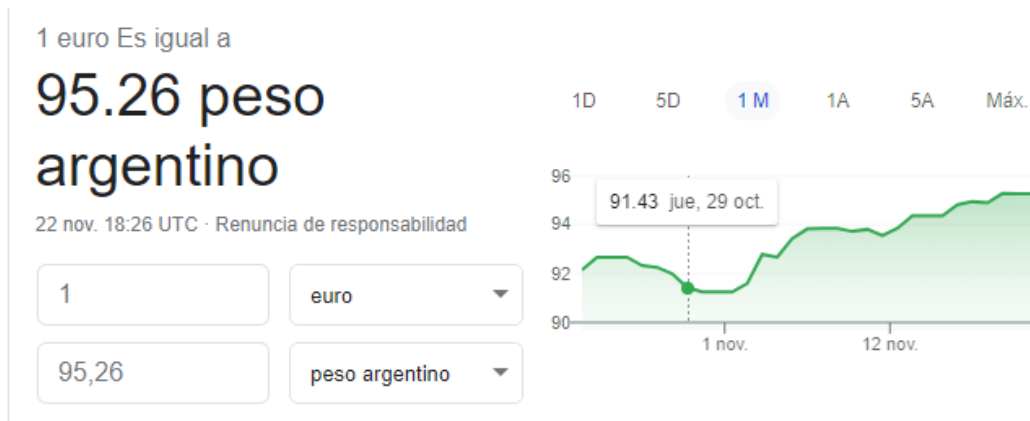 1 euro Es igual a
95.26 peso
argentino
22 nov. 18:26 UTC · Renuncia de responsabilidad
1
euro
95,26
peso argentino
1D 5D 1 M 1A 5A Máx.
96
91.43 jue, 29 oct.
94
92
90
1 nov. 12 nov.